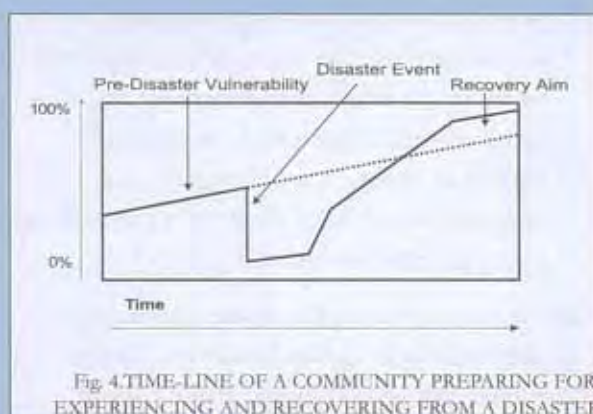 Disaster Event
Pre-Disaster Vulnerability
Recovery Aim
100%
0%
Time
Fig. 4.TIME-LINE OF A COMMUNITY PREPARING FOR
EXPERIENCING AND RECOVERING FROM A DISASTER